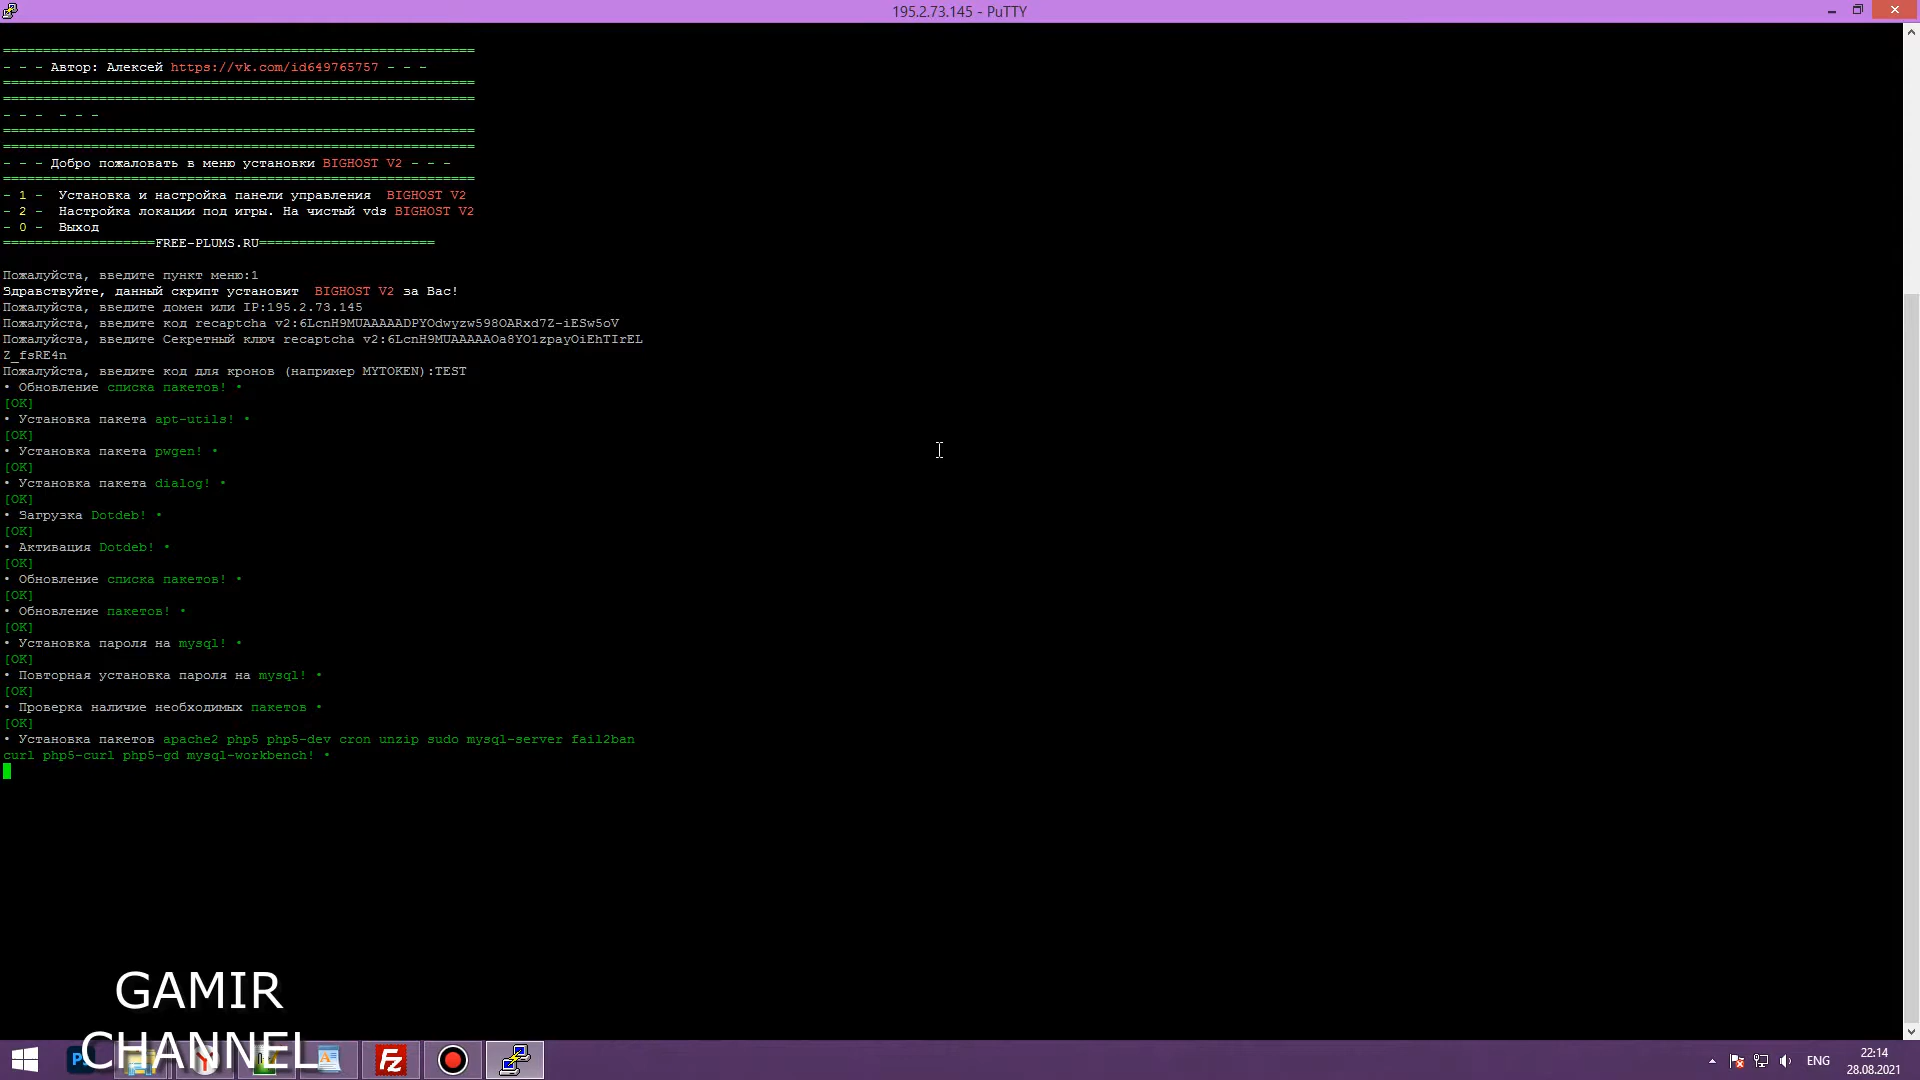 195.2.73.145 - PuTTY
===========================================================
- - - Автор: Алексей https://vk.com/id649765757 - - -
===========================================================
===========================================================
- - -  - - -
===========================================================
===========================================================
- - - Добро пожаловать в меню установки BIGHOST V2 - - -
===========================================================
- 1 -  Установка и настройка панели управления  BIGHOST V2
- 2 -  Настройка локации под игры. На чистый vds BIGHOST V2
- 0 -  Выход
===================FREE-PLUMS.RU======================
Пожалуйста, введите пункт меню:1
Здравствуйте, данный скрипт установит  BIGHOST V2 за Вас!
Пожалуйста, введите домен или IP:195.2.73.145
Пожалуйста, введите код recaptcha v2:6LcnH9MUAAAAADPYOdwyzw598OARxd7Z-iESw5oV
Пожалуйста, введите Секретный ключ recaptcha v2:6LcnH9MUAAAAAOa8YO1zpayOiEhTIrEL
Z_fsRE4n
Пожалуйста, введите код для кронов (например MYTOKEN):TEST
• Обновление списка пакетов! •
[OK]
• Установка пакета apt-utils! •
[OK]
• Установка пакета pwgen! •
[OK]
• Установка пакета dialog! •
[OK]
• Загрузка Dotdeb! •
[OK]
• Активация Dotdeb! •
[OK]
• Обновление списка пакетов! •
[OK]
• Обновление пакетов! •
[OK]
• Установка пароля на mysql! •
[OK]
• Повторная установка пароля на mysql! •
[OK]
• Проверка наличие необходимых пакетов •
[OK]
• Установка пакетов apache2 php5 php5-dev cron unzip sudo mysql-server fail2ban
curl php5-curl php5-gd mysql-workbench! •
GAMIR
CHANNEL
ENG
22:14
28.08.2021